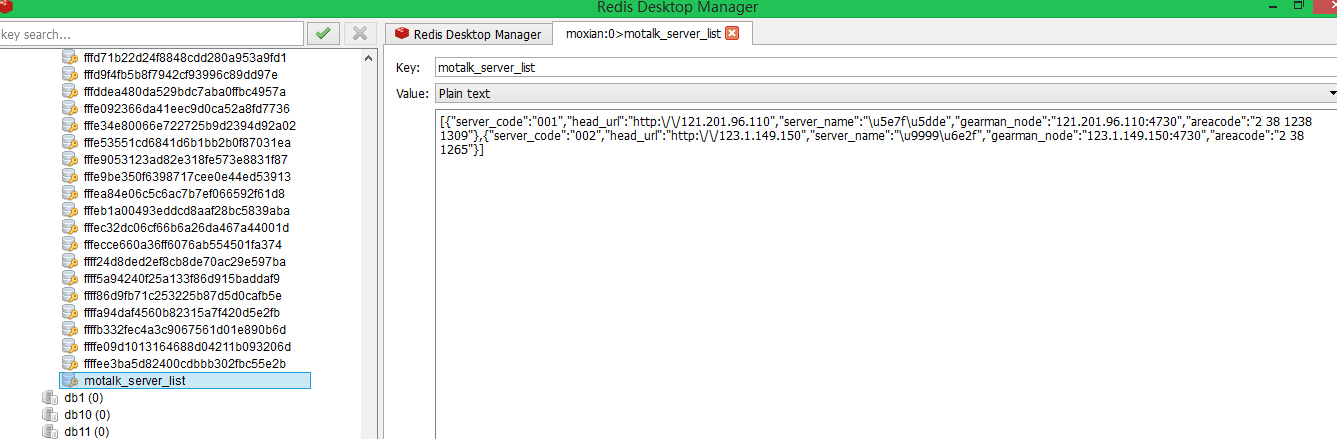 Redis Desktop Manager
key search...
Redis Desktop Manager
moxian:0>motalk_server_list
fffd71b22d24f8848cdd280a953a9fd1
fffd9f4fb5b8f7942cf93996c89dd97e
fffddea480da529bdc7aba0ffbc4957a
fffe092366da41eec9d0ca52a8fd7736
fffe34e80066e722725b9d2394d92a02
fffe53551cd6841d6b1bb2b0f87031ea
fffe9053123ad82e318fe573e8831f87
fffe9be350f6398717cee0e44ed53913
fffea84e06c5c6ac7b7ef066592f61d8
fffeb1a00493eddcd8aaf28bc5839aba
fffec32dc06cf66b6a26da467a44001d
fffecce660a36ff6076ab554501fa374
ffff24d8ded2ef8cb8de70ac29e597ba
ffff5a94240f25a133f86d915baddaf9
ffff86d9fb71c253225b87d5d0cafb5e
ffffa94daf4560b82315a7f420d5e2fb
ffffb332fec4a3c9067561d01e890b6d
ffffe09d1013164688d04211b093206d
ffffee3ba5d82400cdbbb302fbc55e2b
motalk_server_list
db1 (0)
db10 (0)
db11 (0)
Key: motalk_server_list
Value: Plain text
[{"server_code":"001","head_url":"http:\/\/121.201.96.110","server_name":"\u5e7f\u5dde","gearman_node":"121.201.96.110:4730","areacode":"2 38 1238
1309"},{"server_code":"002","head_url":"http:\/\/123.1.149.150","server_name":"\u9999\u6e2f","gearman_node":"123.1.149.150:4730","areacode":"2 38
1265"}]